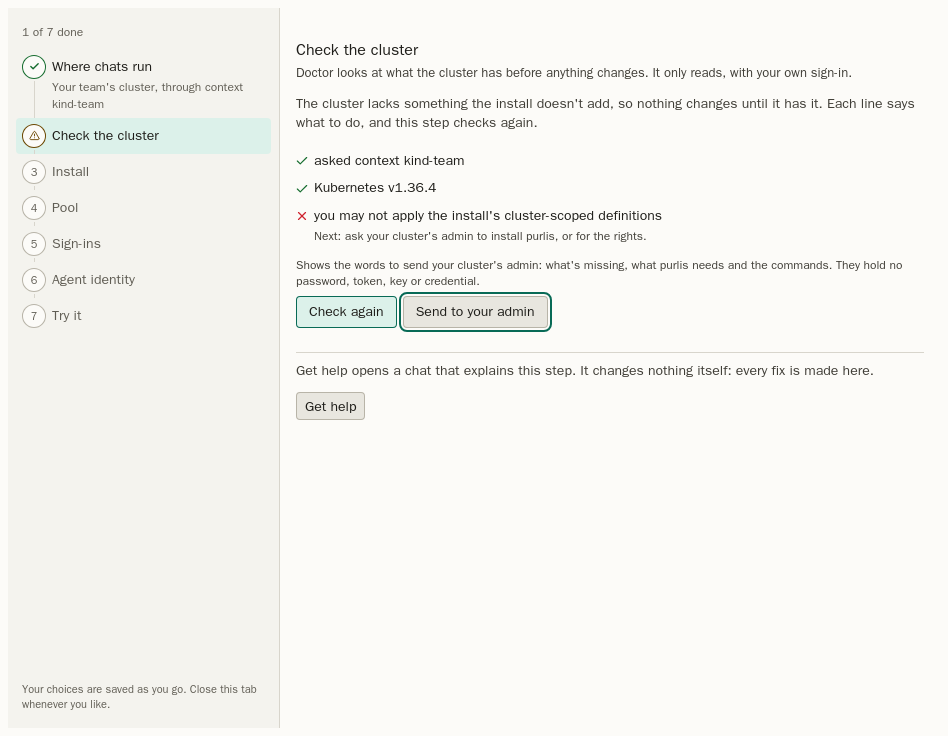 1 of 7 done
Where chats run
Your team's cluster, through context
kind-team
Check the cluster
3 Install
4 Pool
5 Sign-ins
6 Agent identity
7 Try it
Your choices are saved as you go. Close this tab
whenever you like.
Check the cluster
Doctor looks at what the cluster has before anything changes. It only reads, with your own sign-in.
The cluster lacks something the install doesn't add, so nothing changes until it has it. Each line says
what to do, and this step checks again.
asked context kind-team
Kubernetes v1.36.4
you may not apply the install's cluster-scoped definitions
Next: ask your cluster's admin to install purlis, or for the rights.
Shows the words to send your cluster's admin: what's missing, what purlis needs and the commands. They hold no
password, token, key or credential.
Check again Send to your admin
Get help opens a chat that explains this step. It changes nothing itself: every fix is made here.
Get help